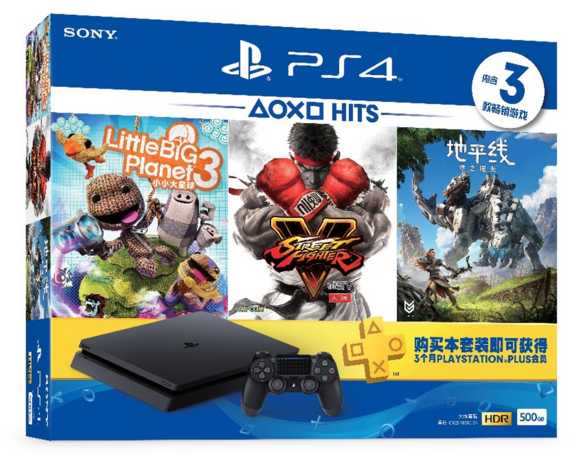 SONY
PS4
内含
3
款畅销游戏
HITS
LittleBIG
Planet 3
小小大星球
STREET
FIGHTER
V
CAPCOM
地平线
零之曙光
购买本套装即可获得
3个月PLAYSTATION®PLUS会员
HDR
500GB